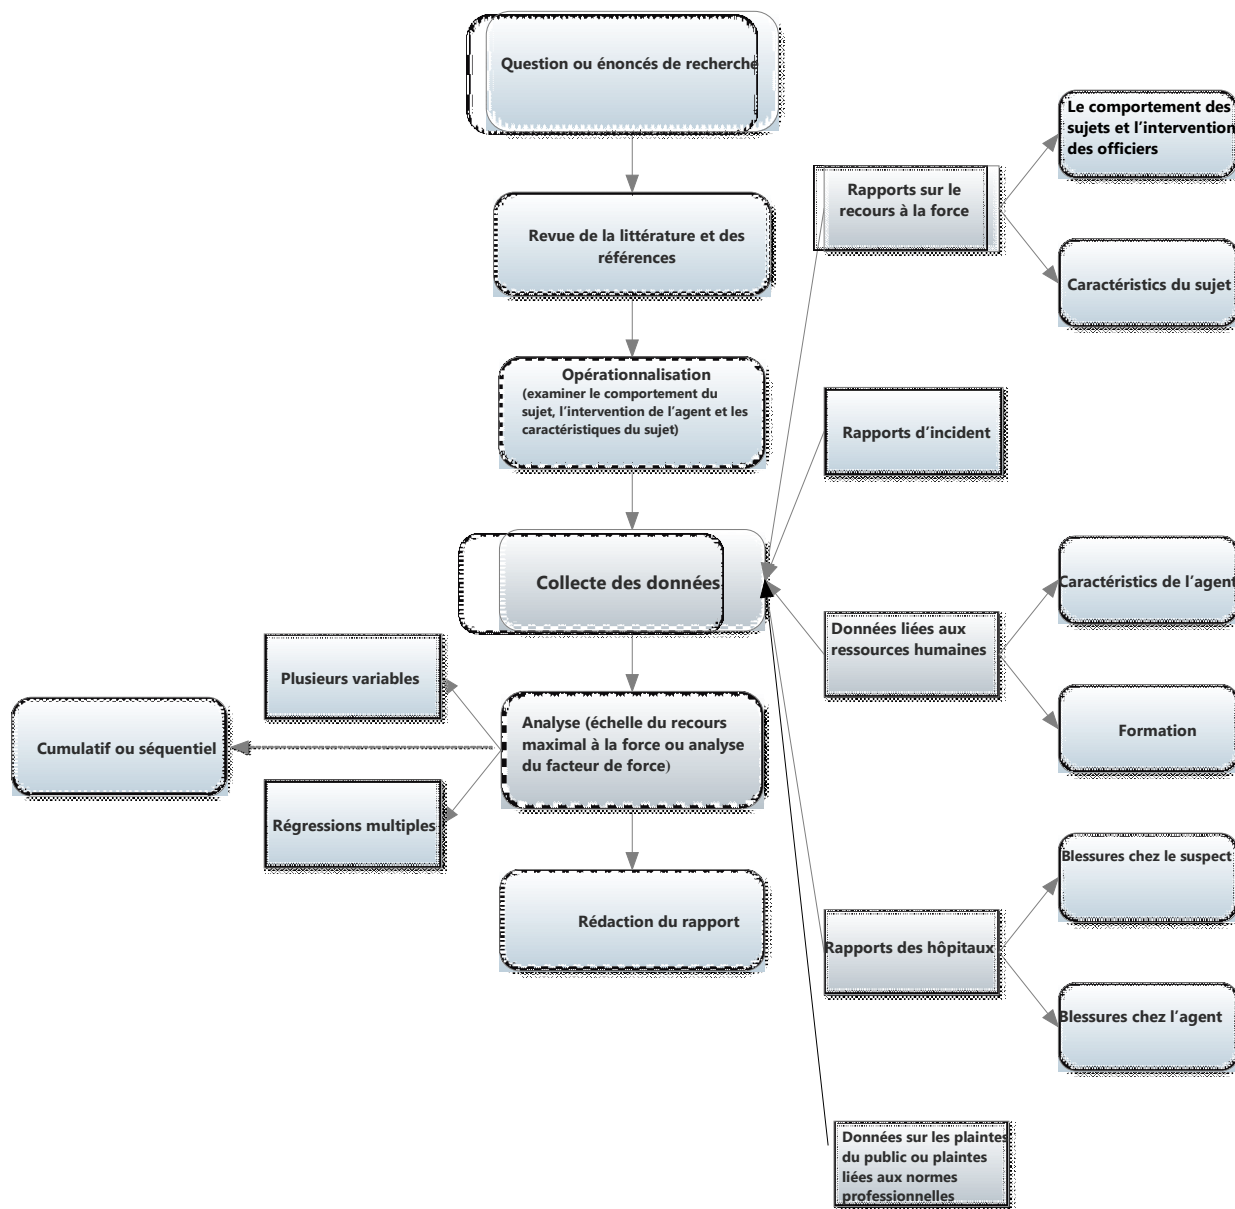 Question ou énoncés de recherche
Revue de la littérature et des
références
Opérationnalisation
(examiner le comportement du
sujet, l’intervention de l’agent et les
caractéristiques du sujet)
Collecte des données
Analyse (échelle du recours
maximal à la force ou analyse
du facteur de force)
Rédaction du rapport
Plusieurs variables
Cumulatif ou séquentiel
Régressions multiples
Rapports sur le
recours à la force
Le comportement des
sujets et l’intervention
des officiers
Caractéristics du sujet
Rapports d’incident
Données liées aux
ressources humaines
Caractéristics de l’agent
Formation
Rapports des hôpitaux
Blessures chez le suspect
Blessures chez l’agent
Données sur les plaintes
du public ou plaintes
liées aux normes
professionnelles